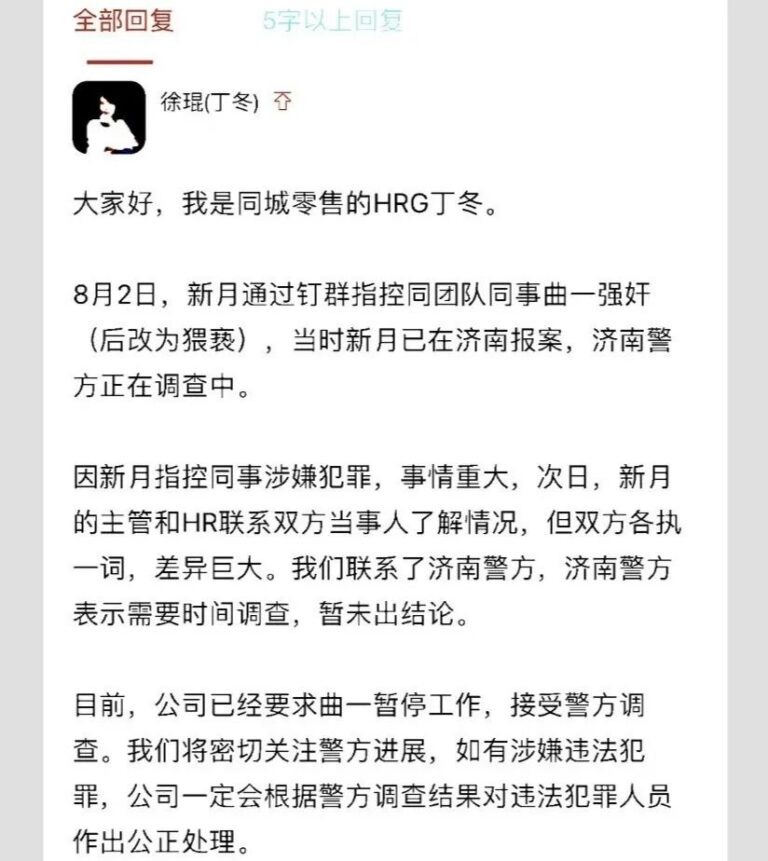 全部回复 5字以上回复
徐琨(丁冬)
大家好，我是同城零售的HRG丁冬。
8月2日，新月通过钉群指控同团队同事曲一强奸
（后改为猥亵），当时新月已在济南报案，济南警
方正在调查中。
因新月指控同事涉嫌犯罪，事情重大，次日，新月
的主管和HR联系双方当事人了解情况，但双方各执
一词，差异巨大。我们联系了济南警方，济南警方
表示需要时间调查，暂未出结论。
目前，公司已经要求曲一暂停工作，接受警方调
查。我们将密切关注警方进展，如有涉嫌违法犯
罪，公司一定会根据警方调查结果对违法犯罪人员
作出公正处理。